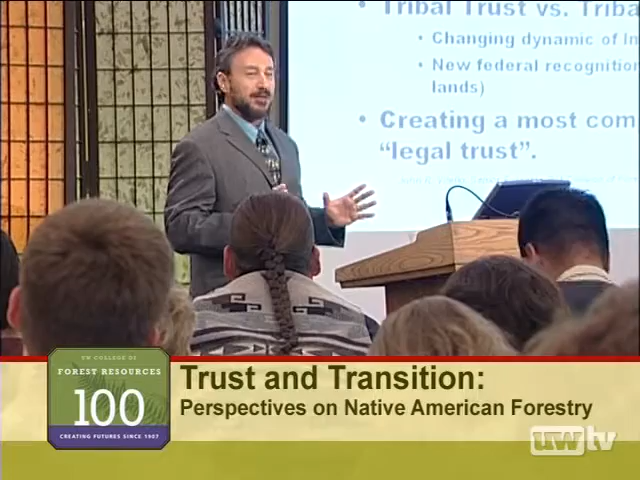 • Tribal Trust vs. Triba
• Changing dynamic of In
• New federal recognition
lands)
• Creating a most com
"legal trust".
UW COLLEGE OF
FOREST RESOURCES
100
CREATING FUTURES SINCE 1907
Trust and Transition:
Perspectives on Native American Forestry
uwtv